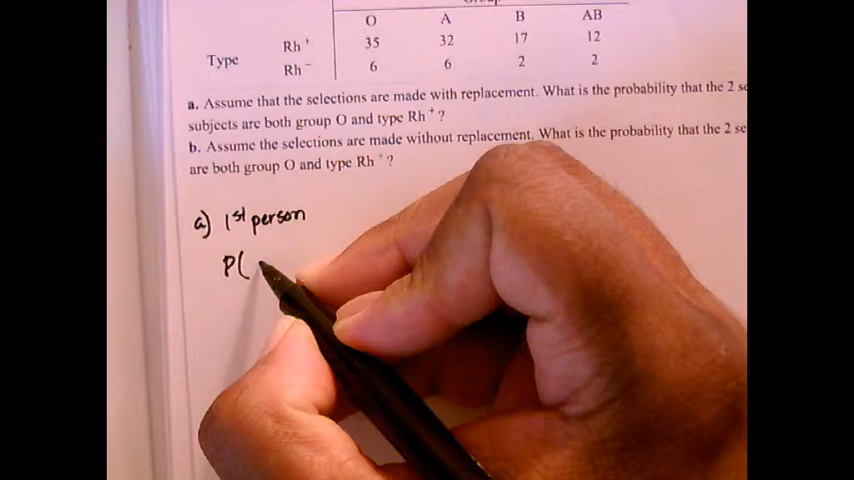 O A B AB
Rh + 35 32 17 12
Type
Rh − 6 6 2 2
a. Assume that the selections are made with replacement. What is the probability that the 2
subjects are both group O and type Rh + ?
b. Assume the selections are made without replacement. What is the probability that the 2
are both group O and type Rh + ?
a) 1st person
P(